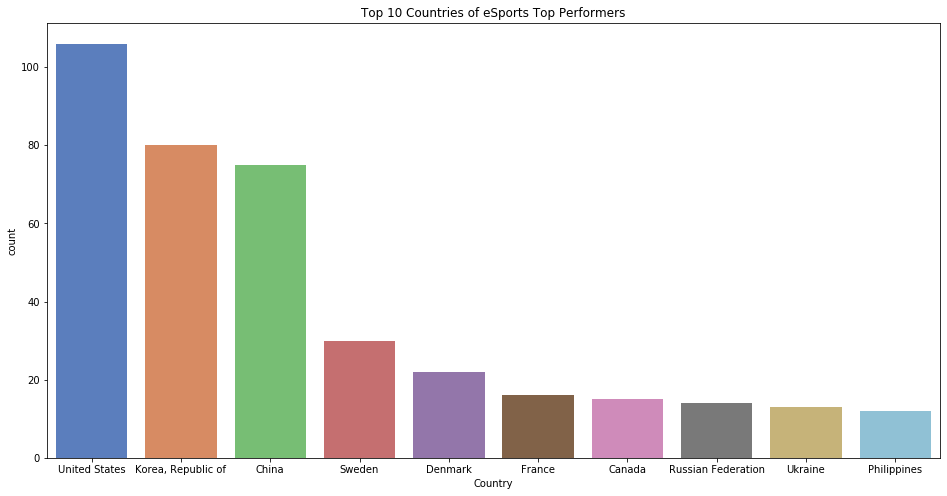 Top 10 Countries of eSports Top Performers
count
100
80
60
40
20
0
United States Korea, Republic of China Sweden Denmark France Canada Russian Federation Ukraine Philippines
Country